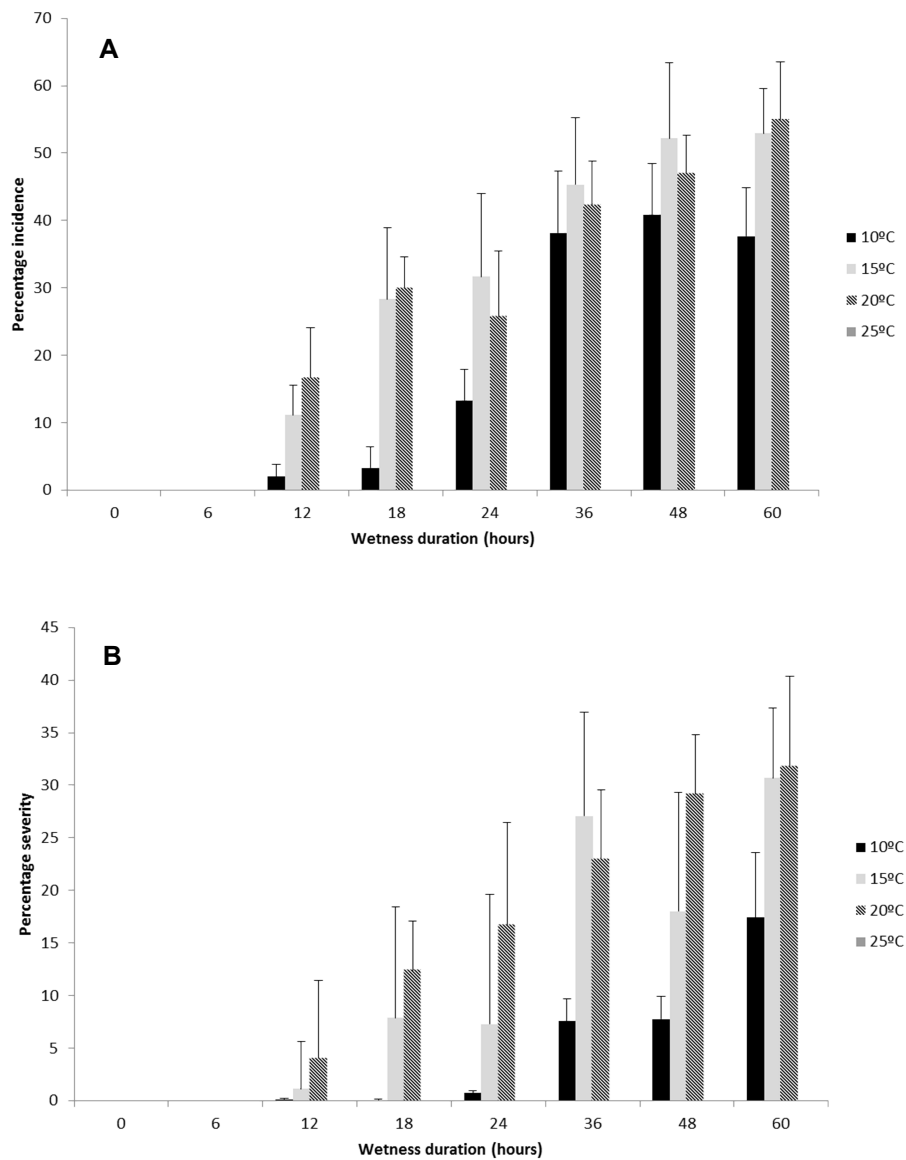 A
Percentage incidence
70
60
50
40
30
20
10
0
0 6 12 18 24 36 48 60
Wetness duration (hours)
10ºC
15ºC
20ºC
25ºC
B
Percentage severity
45
40
35
30
25
20
15
10
5
0
0 6 12 18 24 36 48 60
Wetness duration (hours)
10ºC
15ºC
20ºC
25ºC